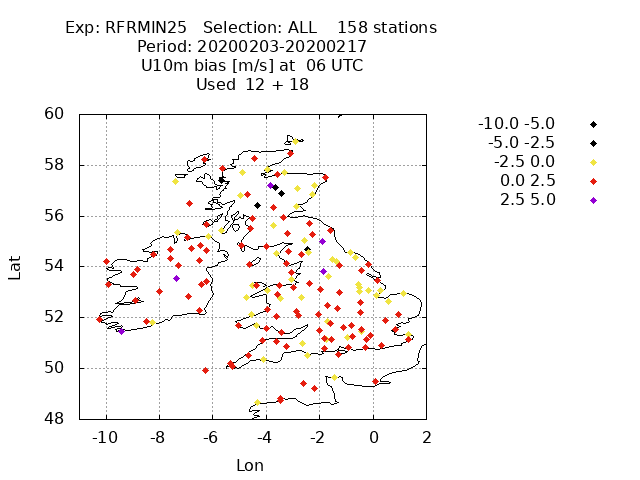 Exp: RFRMIN25   Selection: ALL    158 stations
Period: 20200203-20200217
U10m bias [m/s] at  06 UTC
Used  12 + 18
-10.0 -5.0
-5.0 -2.5
-2.5 0.0
0.0 2.5
2.5 5.0
60
58
56
54
52
50
48
Lat
-10 -8 -6 -4 -2 0 2
Lon